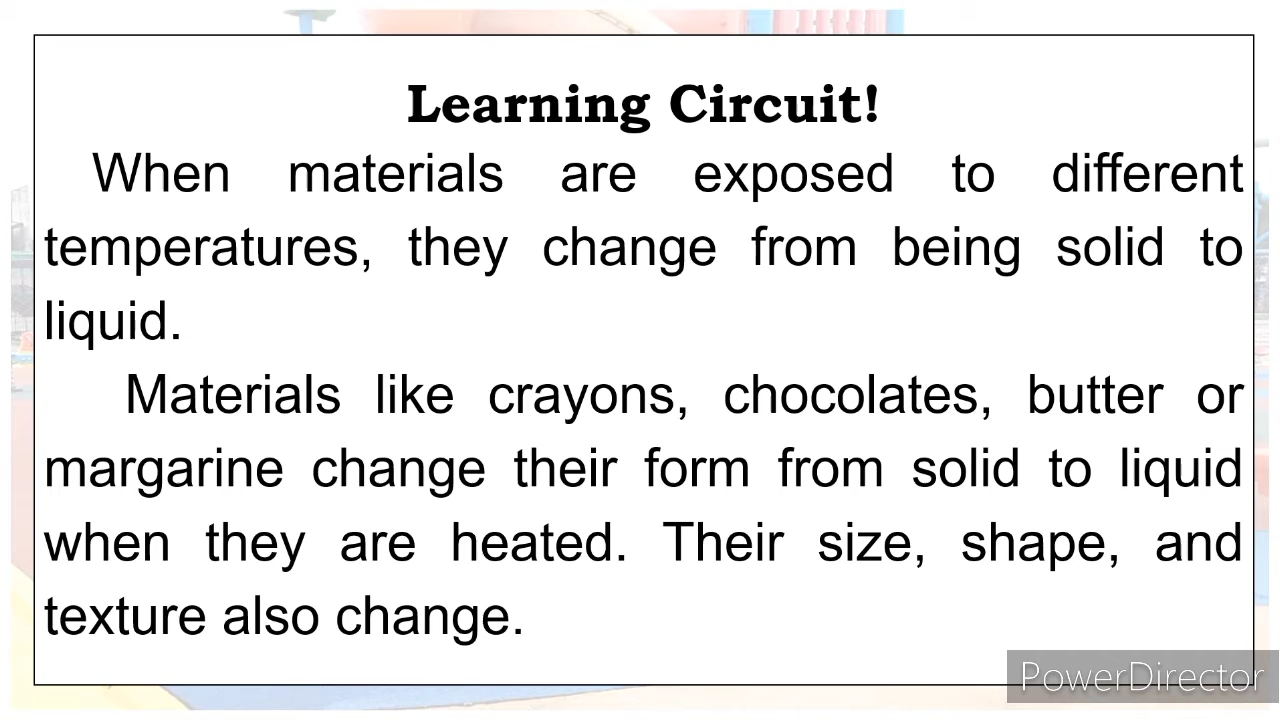 Learning Circuit!
When materials are exposed to different
temperatures, they change from being solid to
liquid.
Materials like crayons, chocolates, butter or
margarine change their form from solid to liquid
when they are heated. Their size, shape, and
texture also change.
PowerDirector